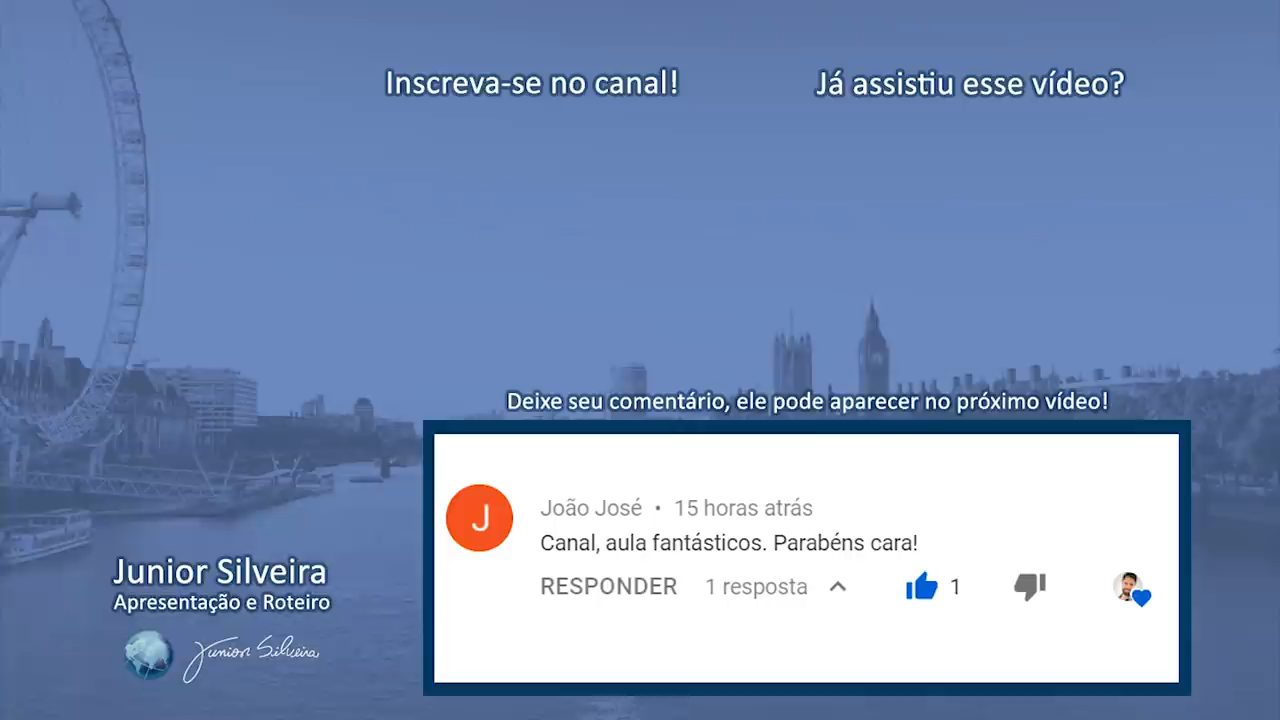 Inscreva-se no canal!
Já assistiu esse vídeo?
Deixe seu comentário, ele pode aparecer no próximo vídeo!
J
João José • 15 horas atrás
Canal, aula fantásticos. Parabéns cara!
RESPONDER 1 resposta 1
Junior Silveira
Apresentação e Roteiro
Junior Silveira